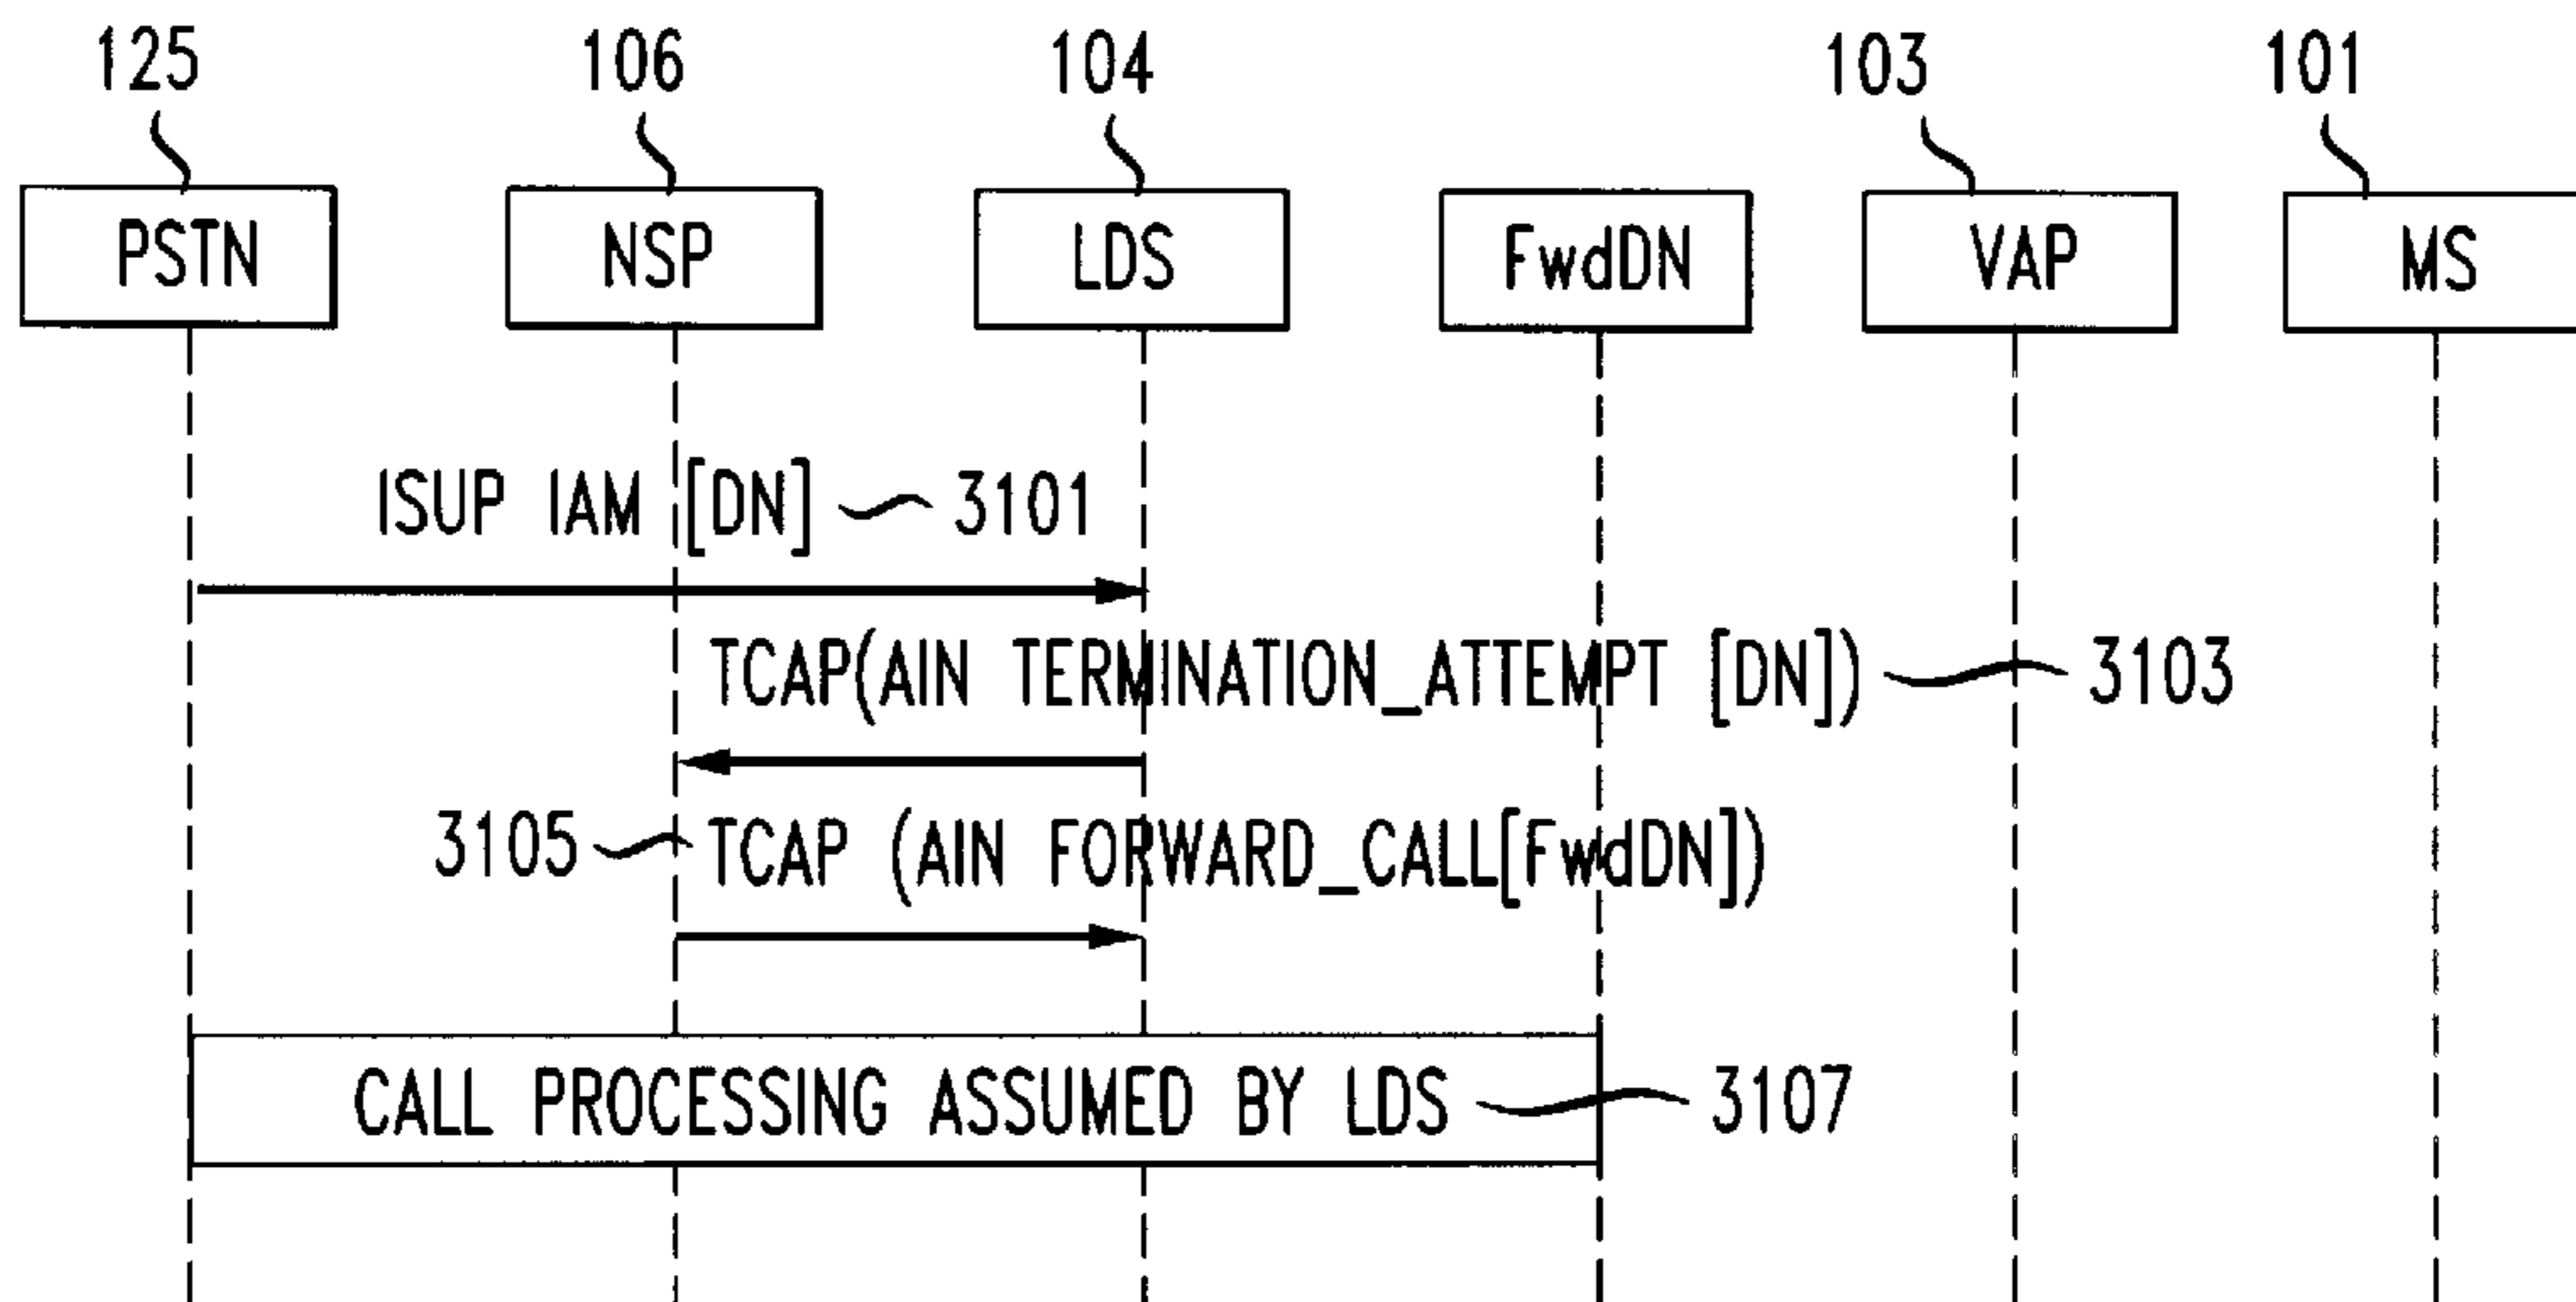 125 106 104 103 101
PSTN NSP LDS FwdDN VAP MS
ISUP IAM [DN] 3101
TCAP(AIN TERMINATION_ATTEMPT [DN]) 3103
3105 TCAP (AIN FORWARD_CALL[FwdDN])
CALL PROCESSING ASSUMED BY LDS 3107